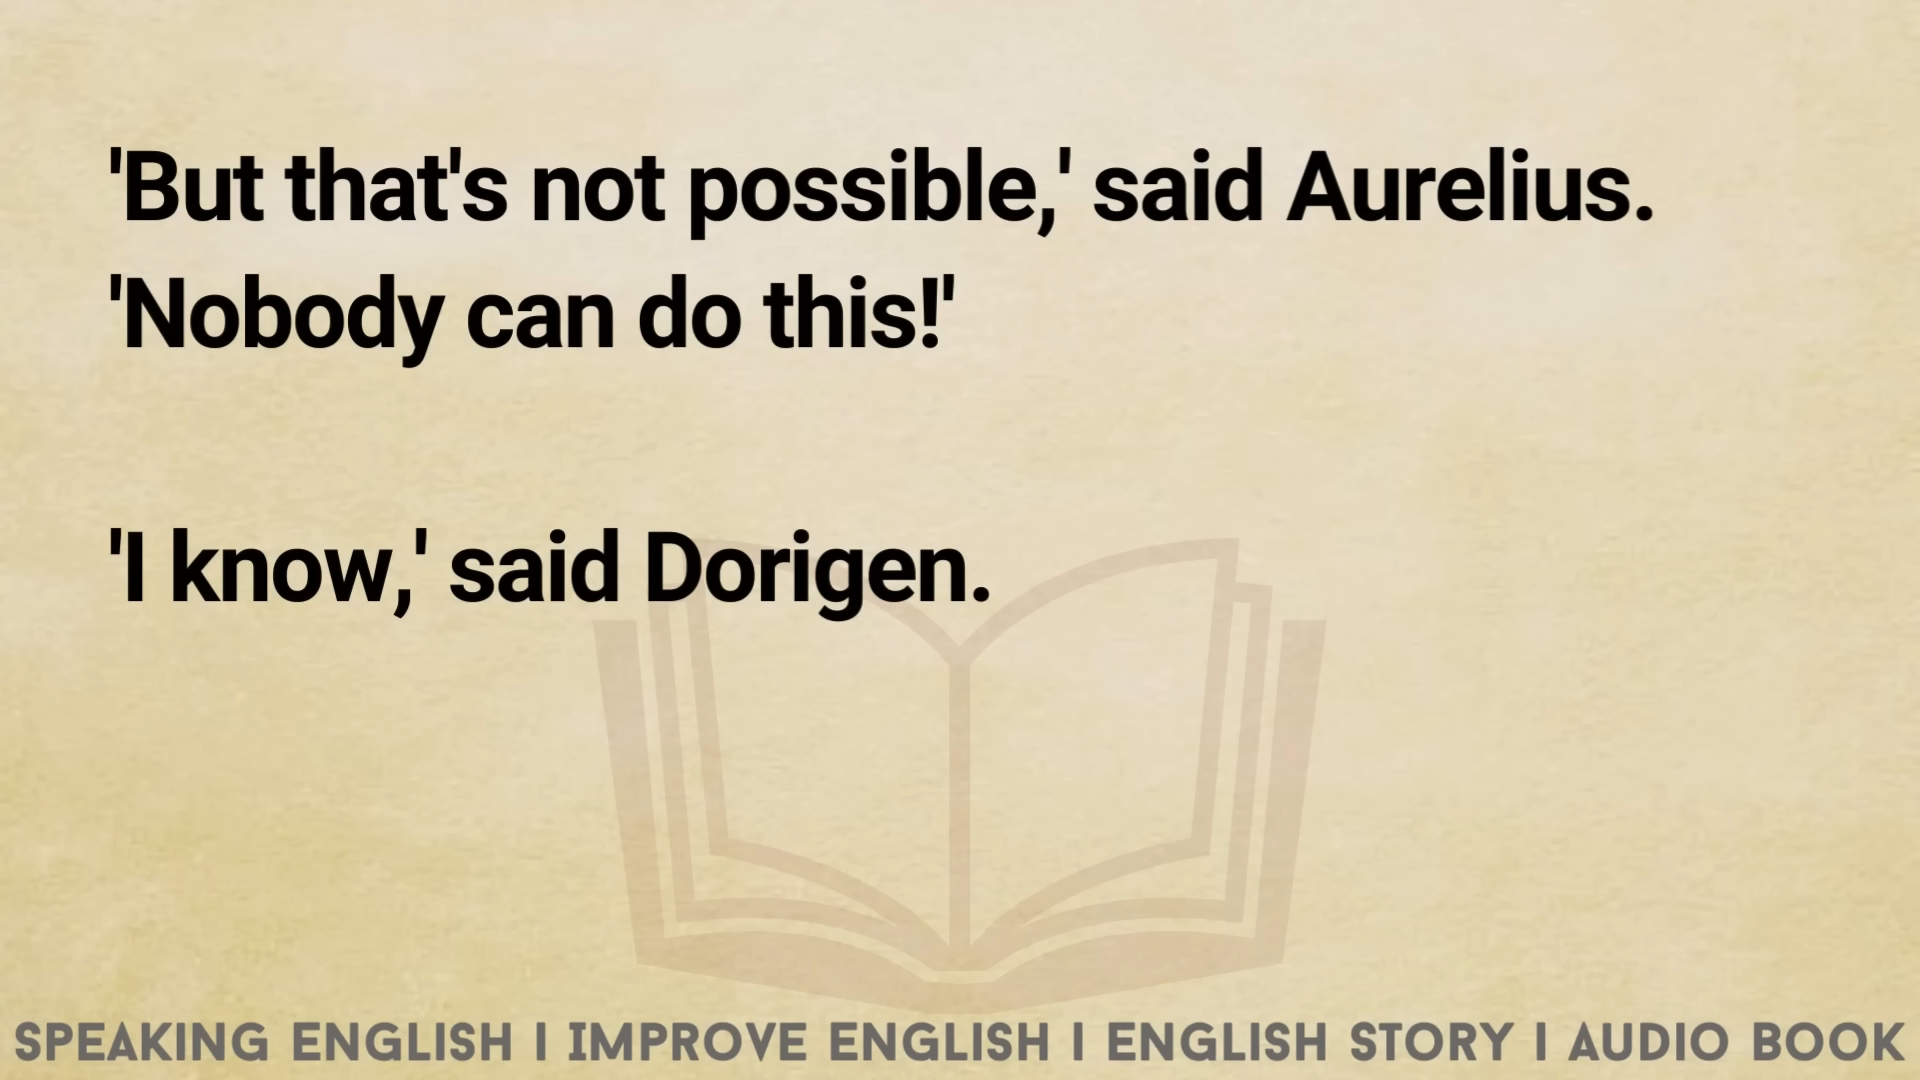 'But that's not possible,' said Aurelius.
'Nobody can do this!'
'I know,' said Dorigen.
SPEAKING ENGLISH I IMPROVE ENGLISH I ENGLISH STORY I AUDIO BOOK